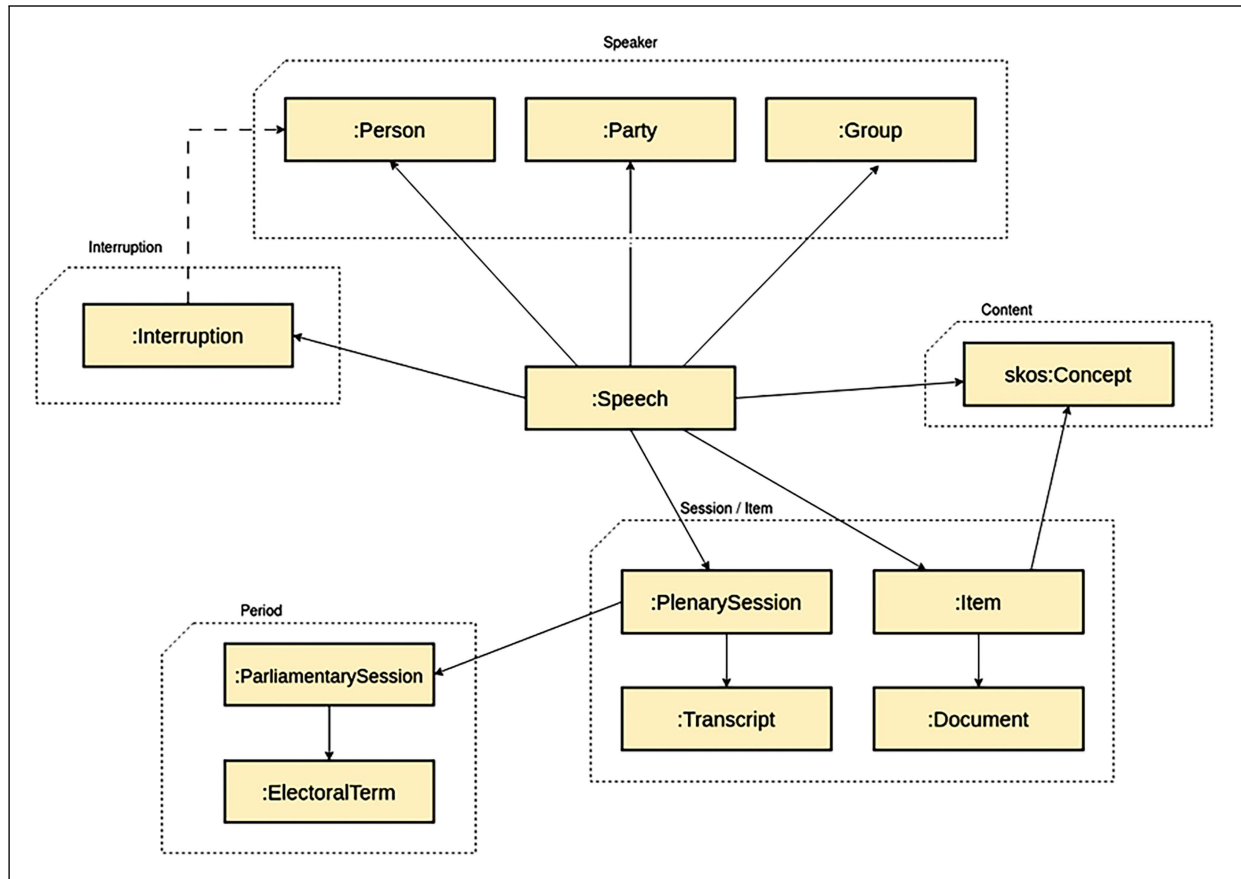 Speaker
:Person
:Party
:Group
Interruption
:Interruption
Content
skos:Concept
:Speech
Session / Item
:PlenarySession
:Item
Period
:ParliamentarySession
:Transcript
:Document
:ElectoralTerm